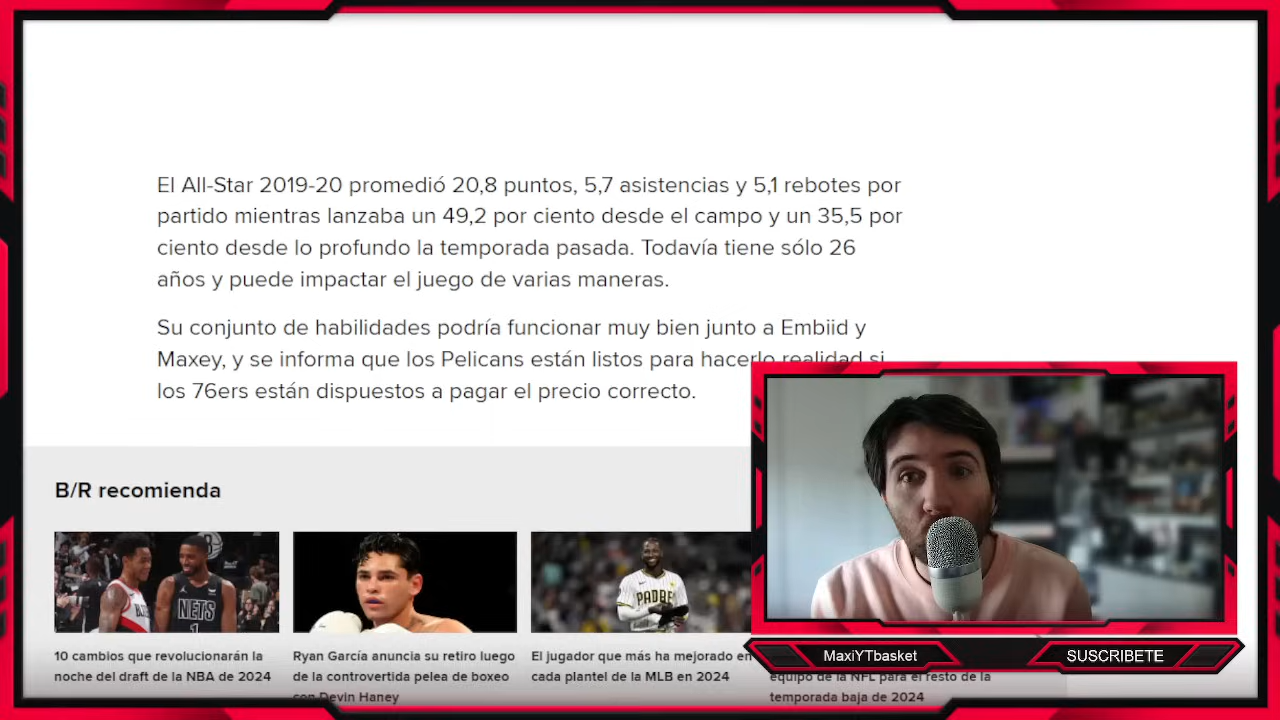 El All-Star 2019-20 promedió 20,8 puntos, 5,7 asistencias y 5,1 rebotes por
partido mientras lanzaba un 49,2 por ciento desde el campo y un 35,5 por
ciento desde lo profundo la temporada pasada. Todavía tiene sólo 26
años y puede impactar el juego de varias maneras.
Su conjunto de habilidades podría funcionar muy bien junto a Embiid y
Maxey, y se informa que los Pelicans están listos para hacerlo realidad si
los 76ers están dispuestos a pagar el precio correcto.
B/R recomienda
NETS
1
PADRE
10 cambios que revolucionarán la
noche del draft de la NBA de 2024
Ryan García anuncia su retiro luego
de la controvertida pelea de boxeo
con Devin Haney
El jugador que más ha mejorado en
cada plantel de la MLB en 2024
equipo de la NFL para el resto de la
temporada baja de 2024
MaxiYTbasket
SUSCRIBETE